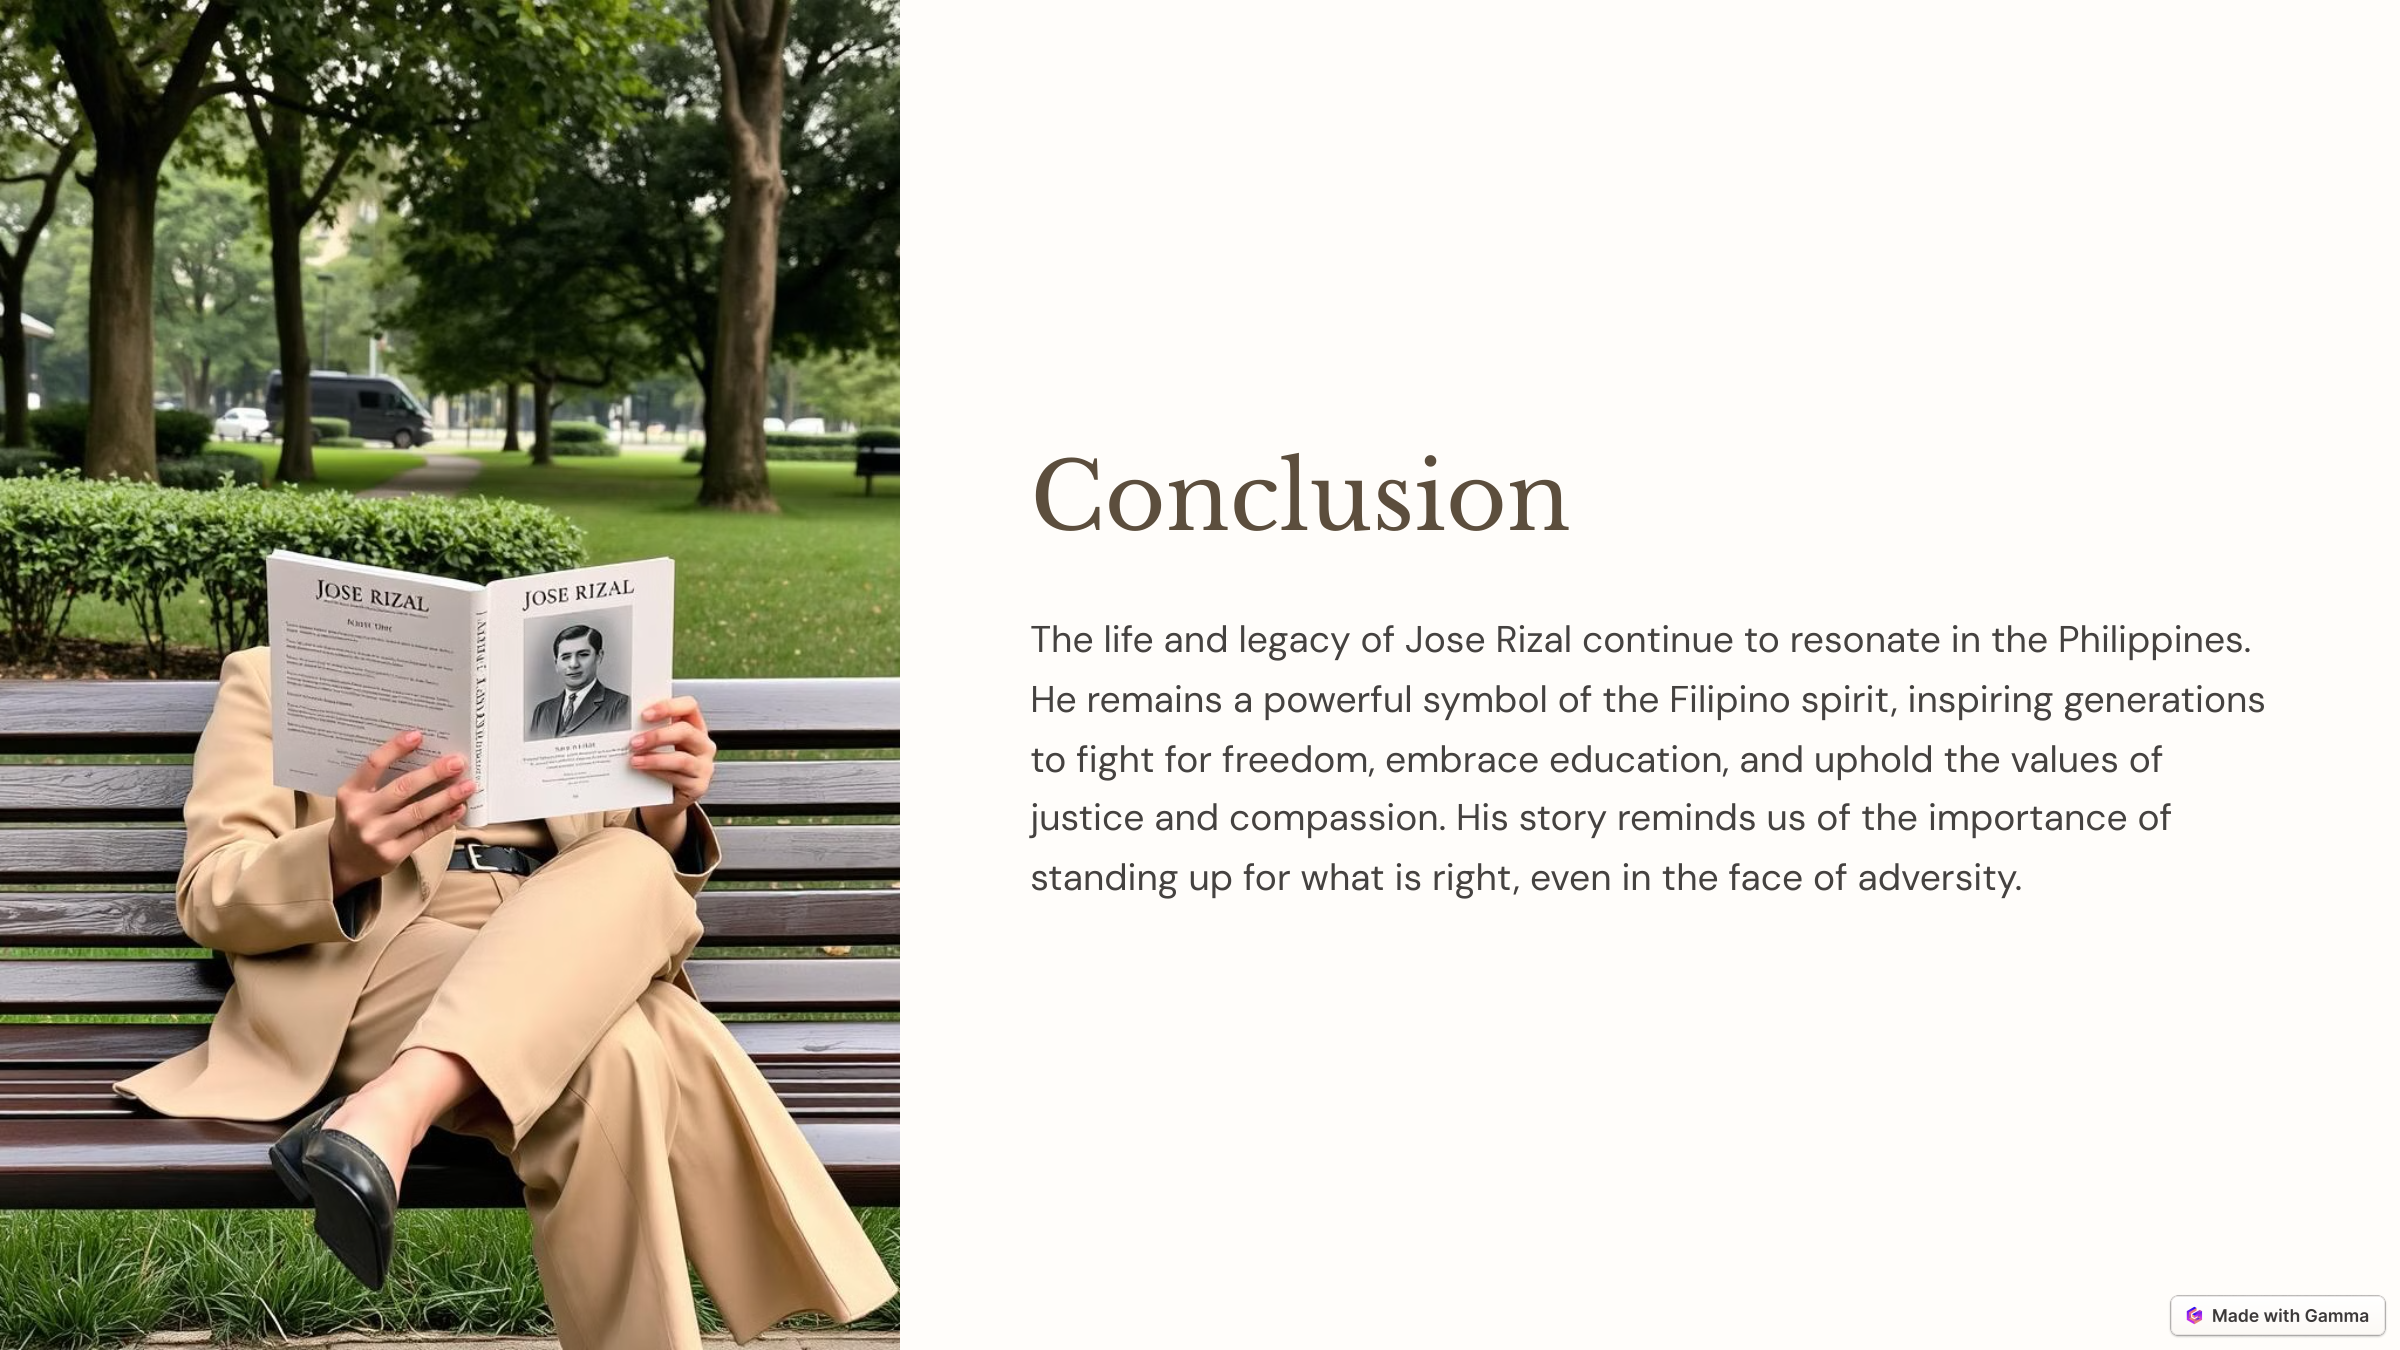 JOSE RIZAL
JOSE RIZAL
Conclusion
The life and legacy of Jose Rizal continue to resonate in the Philippines.
He remains a powerful symbol of the Filipino spirit, inspiring generations
to fight for freedom, embrace education, and uphold the values of
justice and compassion. His story reminds us of the importance of
standing up for what is right, even in the face of adversity.
Made with Gamma